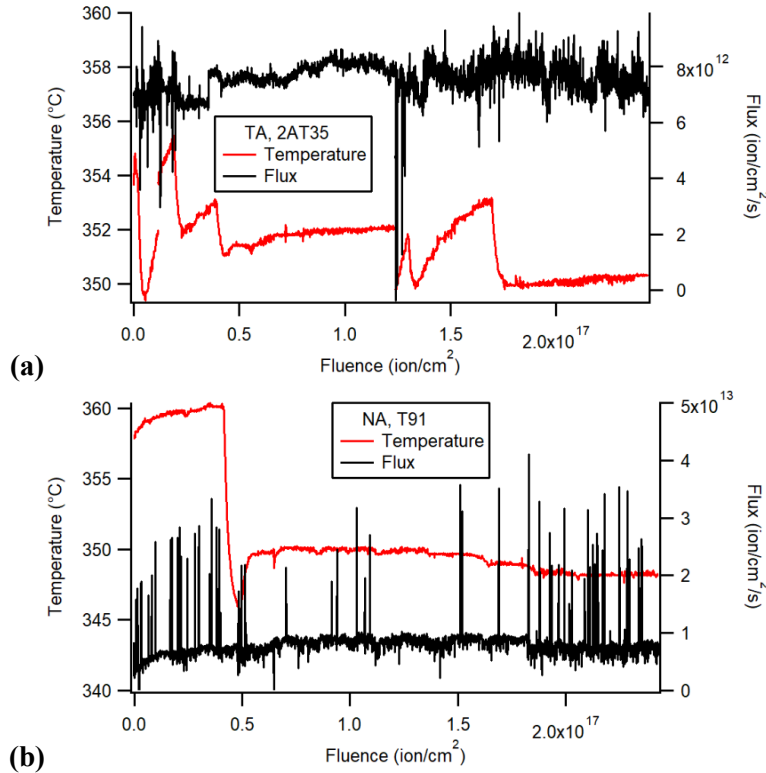 360
358
356
354
352
350
Temperature (°C)
TA, 2AT35
Temperature
Flux
8x10^12
6
4
2
0
Flux (ion/cm^2/s)
0.0
0.5
1.0
1.5
2.0x10^17
Fluence (ion/cm^2)
(a)
360
355
350
345
340
Temperature (°C)
NA, T91
Temperature
Flux
5x10^13
4
3
2
1
0
Flux (ion/cm^2/s)
0.0
0.5
1.0
1.5
2.0x10^17
Fluence (ion/cm^2)
(b)